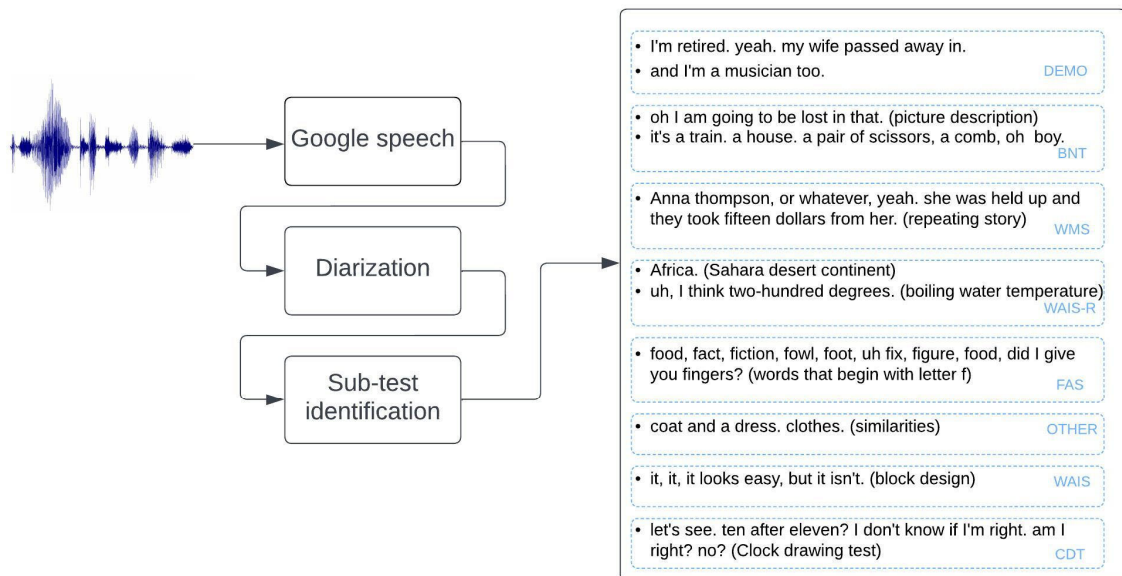 Google speech
Diarization
Sub-test
identification
• I'm retired. yeah. my wife passed away in.
• and I'm a musician too.
DEMO
• oh I am going to be lost in that. (picture description)
• it's a train. a house. a pair of scissors, a comb, oh boy.
BNT
• Anna thompson, or whatever, yeah. she was held up and
they took fifteen dollars from her. (repeating story)
WMS
• Africa. (Sahara desert continent)
• uh, I think two-hundred degrees. (boiling water temperature)
WAIS-R
• food, fact, fiction, fowl, foot, uh fix, figure, food, did I give
you fingers? (words that begin with letter f)
FAS
• coat and a dress. clothes. (similarities)
OTHER
• it, it, it looks easy, but it isn't. (block design)
WAIS
• let's see. ten after eleven? I don't know if I'm right. am I
right? no? (Clock drawing test)
CDT